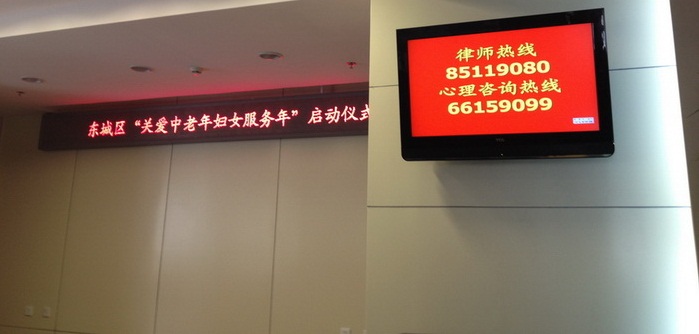 东城区“关爱中老年妇女服务年”启动仪式
律师热线
85119080
心理咨询热线
66159099